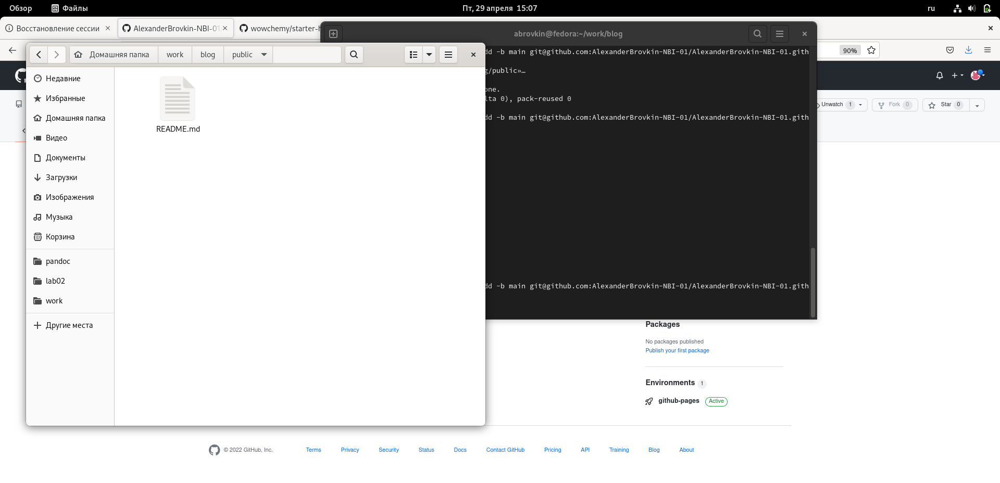 Обзор
Файлы
Пт, 29 апреля 15:07
ru
Восстановление сессии
AlexanderBrovkin-NBI-01
wowchemy/starter-h
abrovkin@fedora:~/work/blog
90%
Домашняя папка
work
blog
public
dd -b main git@github.com:AlexanderBrovkin-NBI-01/AlexanderBrovkin-NBI-01.gith
g/public»…
one.
lta 0), pack-reused 0
dd -b main git@github.com:AlexanderBrovkin-NBI-01/AlexanderBrovkin-NBI-01.gith
dd -b main git@github.com:AlexanderBrovkin-NBI-01/AlexanderBrovkin-NBI-01.gith
Недавние
Избранные
Домашняя папка
Видео
Документы
Загрузки
Изображения
Музыка
Корзина
pandoc
lab02
work
Другие места
README.md
Unwatch 1
Fork 0
Star 0
Packages
No packages published
Publish your first package
Environments 1
github-pages Active
© 2022 GitHub, Inc.
Terms
Privacy
Security
Status
Docs
Contact GitHub
Pricing
API
Training
Blog
About